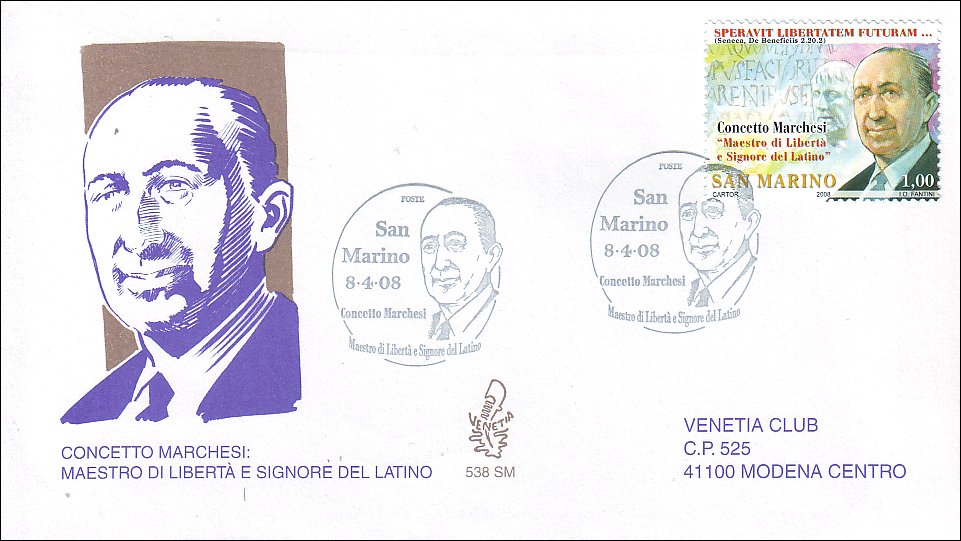 SPERAVIT LIBERTATEM FUTURAM ...
(Seneca, De Beneficiis 2.20.2)
Concetto Marchesi
"Maestro di Libertà
e Signore del Latino"
SAN MARINO
1,00
CARTOR
2008
I.O. FANTINI
POSTE
San
Marino
8·4·08
Concetto Marchesi
Maestro di Libertà e Signore del Latino
POSTE
San
Marino
8·4·08
Concetto Marchesi
Maestro di Libertà e Signore del Latino
VENETIA
538 SM
CONCETTO MARCHESI:
MAESTRO DI LIBERTÀ E SIGNORE DEL LATINO
VENETIA CLUB
C.P. 525
41100 MODENA CENTRO